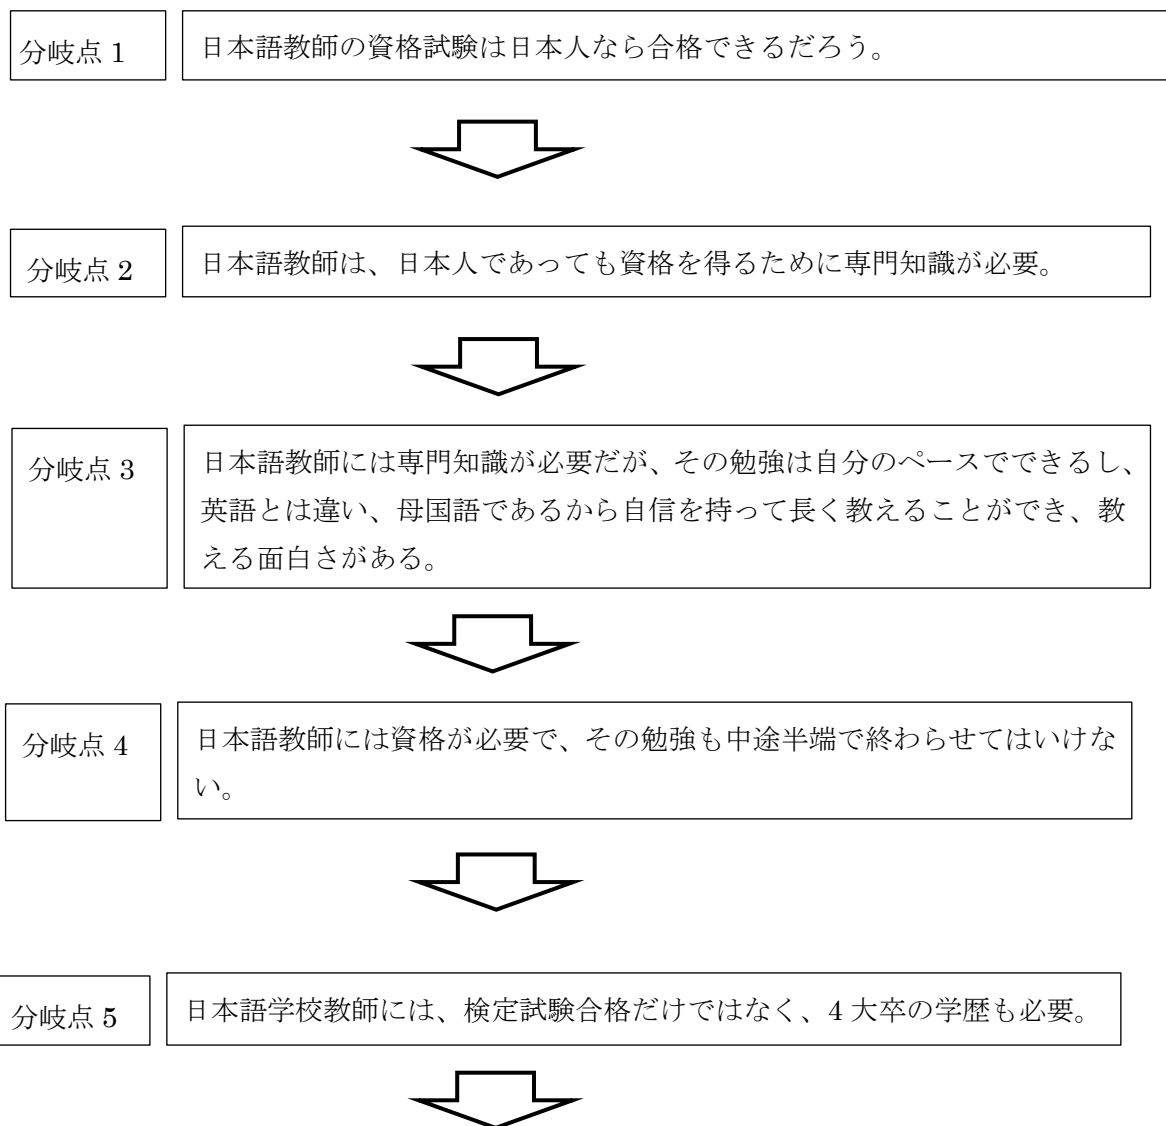 分岐点 1
日本語教師の資格試験は日本人なら合格できるだろう。
分岐点 2
日本語教師は、日本人であっても資格を得るために専門知識が必要。
分岐点 3
日本語教師には専門知識が必要だが、その勉強は自分のペースでできるし、
英語とは違い、母国語であるから自信を持って長く教えることができ、教
える面白さがある。
分岐点 4
日本語教師には資格が必要で、その勉強も中途半端で終わらせてはいけな
い。
分岐点 5
日本語学校教師には、検定試験合格だけではなく、4 大卒の学歴も必要。